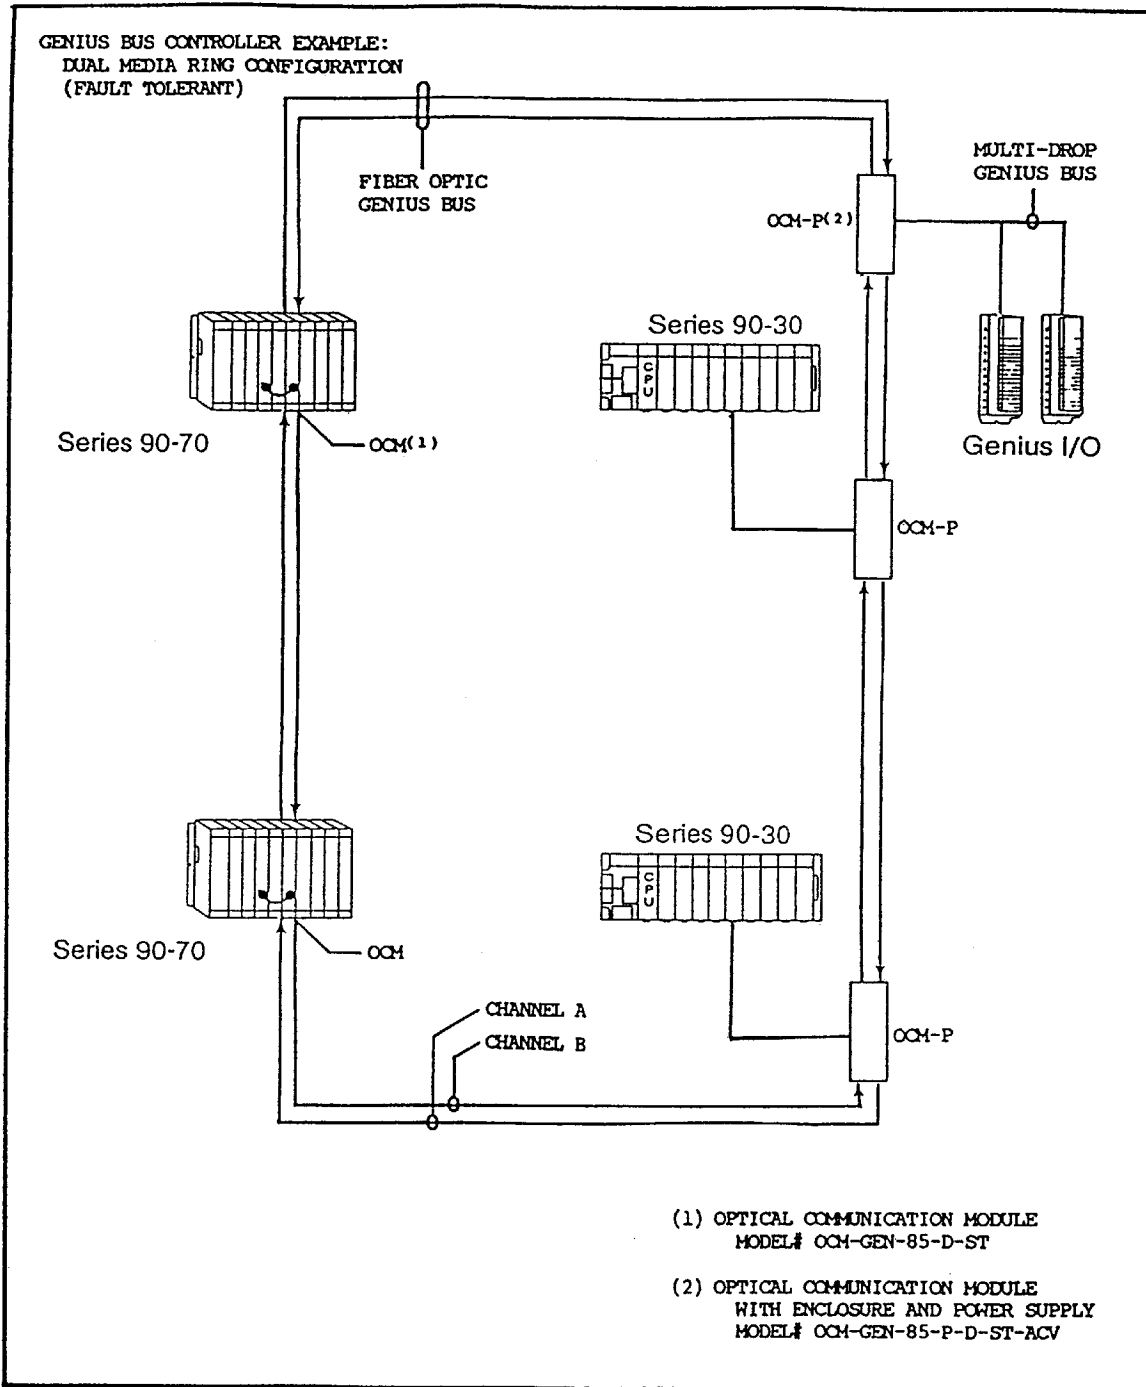 GENIUS BUS CONTROLLER EXAMPLE:
DUAL MEDIA RING CONFIGURATION
(FAULT TOLERANT)
FIBER OPTIC
GENIUS BUS
MULTI-DROP
GENIUS BUS
OCM-P(2)
Series 90-30
CPU
Genius I/O
Series 90-70
OCM(1)
OCM-P
Series 90-30
CPU
Series 90-70
OCM
CHANNEL A
CHANNEL B
OCM-P
(1) OPTICAL COMMUNICATION MODULE
MODEL# OCM-GEN-85-D-ST
(2) OPTICAL COMMUNICATION MODULE
WITH ENCLOSURE AND POWER SUPPLY
MODEL# OCM-GEN-85-P-D-ST-ACV